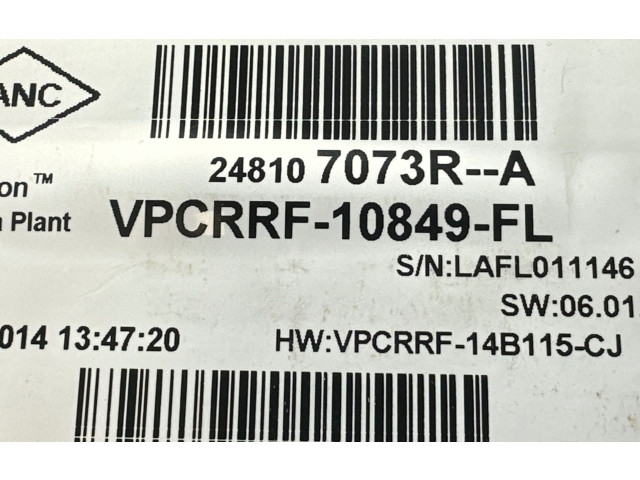 ANC
24810 7073R--A
on™
Plant
VPCRRF-10849-FL
S/N:LAFL011146
SW:06.01
014 13:47:20
HW:VPCRRF-14B115-CJ